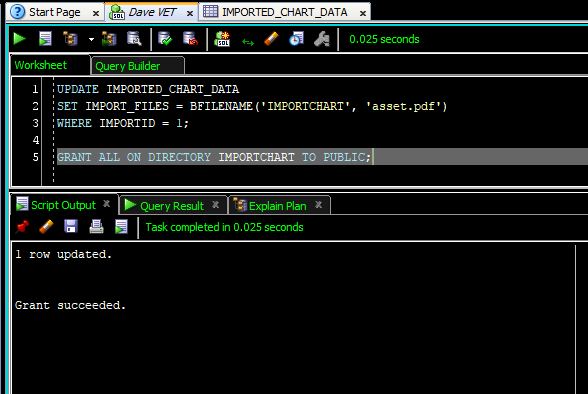 Start Page
Dave VET
IMPORTED_CHART_DATA
0.025 seconds
Worksheet
Query Builder
1 UPDATE IMPORTED_CHART_DATA
2 SET IMPORT_FILES = BFILENAME('IMPORTCHART', 'asset.pdf')
3 WHERE IMPORTID = 1;
4
5 GRANT ALL ON DIRECTORY IMPORTCHART TO PUBLIC;
Script Output
Query Result
Explain Plan
Task completed in 0.025 seconds
1 row updated.
Grant succeeded.